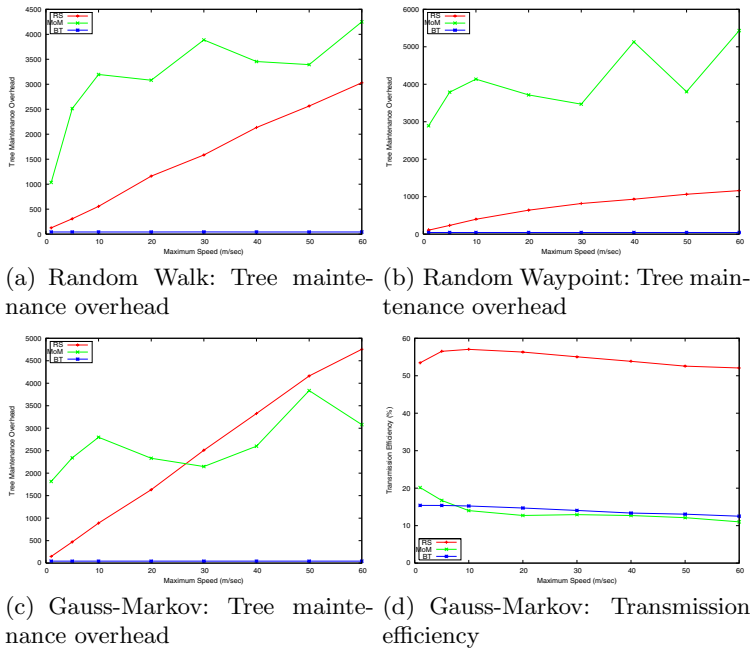 4500
4000
3500
3000
2500
2000
1500
1000
500
0
Tree Maintenance Overhead
RS
MoM
BT
0 10 20 30 40 50 60
Maximum Speed (m/sec)
(a) Random Walk: Tree mainte-
nance overhead
6000
5000
4000
3000
2000
1000
0
Tree Maintenance Overhead
RS
MoM
BT
0 10 20 30 40 50 60
Maximum Speed (m/sec)
(b) Random Waypoint: Tree main-
tenance overhead
5000
4500
4000
3500
3000
2500
2000
1500
1000
500
0
Tree Maintenance Overhead
RS
MoM
BT
0 10 20 30 40 50 60
Maximum Speed (m/sec)
(c) Gauss-Markov: Tree mainte-
nance overhead
60
50
40
30
20
10
0
Transmission Efficiency (%)
RS
MoM
BT
0 10 20 30 40 50 60
Maximum Speed (m/sec)
(d) Gauss-Markov: Transmission
efficiency